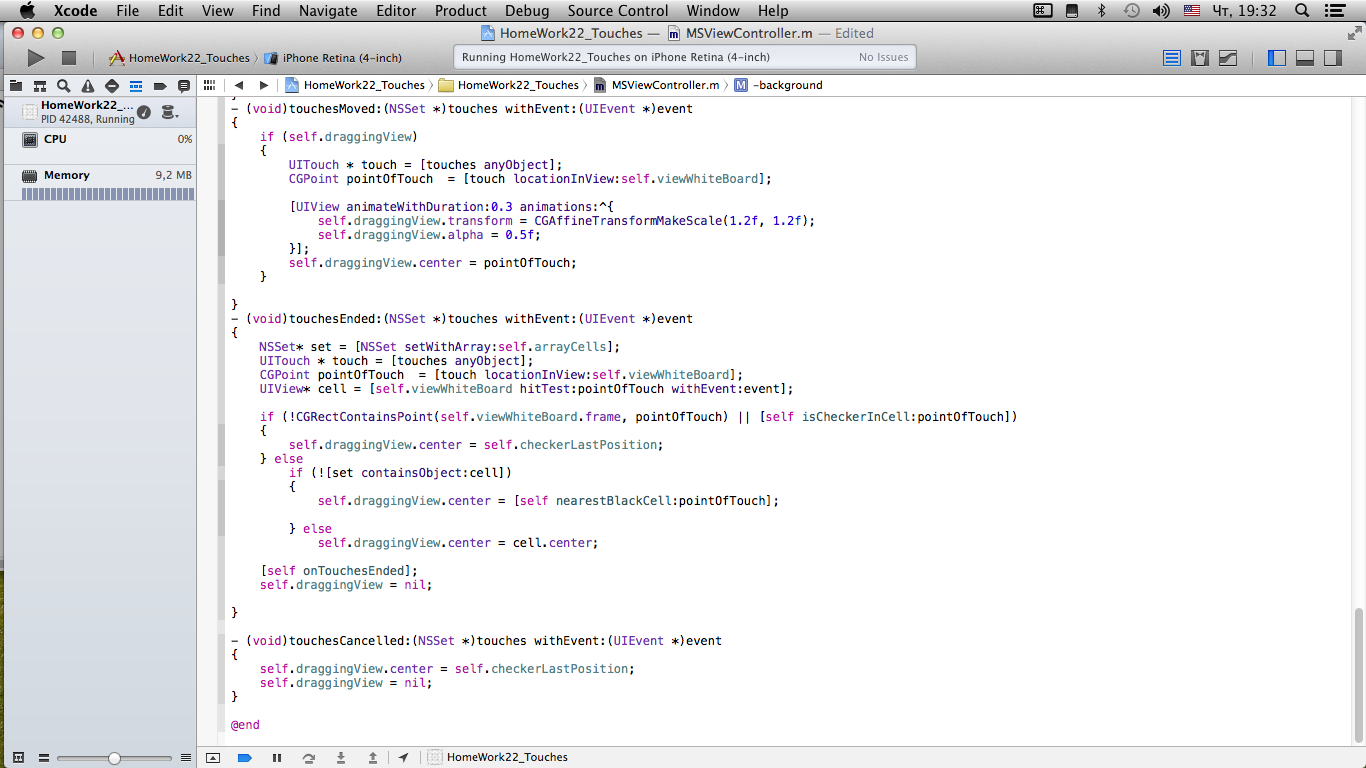 Xcode File Edit View Find Navigate Editor Product Debug Source Control Window Help Чт, 19:32
HomeWork22_Touches — MSViewController.m — Edited
HomeWork22_Touches iPhone Retina (4-inch) Running HomeWork22_Touches on iPhone Retina (4-inch) No Issues
HomeWork22_Touches HomeWork22_Touches MSViewController.m M -background
HomeWork22_...
PID 42488, Running
CPU 0%
Memory 9,2 MB
- (void)touchesMoved:(NSSet *)touches withEvent:(UIEvent *)event
{
if (self.draggingView)
{
UITouch * touch = [touches anyObject];
CGPoint pointOfTouch  = [touch locationInView:self.viewWhiteBoard];
[UIView animateWithDuration:0.3 animations:^{
self.draggingView.transform = CGAffineTransformMakeScale(1.2f, 1.2f);
self.draggingView.alpha = 0.5f;
}];
self.draggingView.center = pointOfTouch;
}
}
- (void)touchesEnded:(NSSet *)touches withEvent:(UIEvent *)event
{
NSSet* set = [NSSet setWithArray:self.arrayCells];
UITouch * touch = [touches anyObject];
CGPoint pointOfTouch  = [touch locationInView:self.viewWhiteBoard];
UIView* cell = [self.viewWhiteBoard hitTest:pointOfTouch withEvent:event];
if (!CGRectContainsPoint(self.viewWhiteBoard.frame, pointOfTouch) || [self isCheckerInCell:pointOfTouch])
{
self.draggingView.center = self.checkerLastPosition;
} else
if (![set containsObject:cell])
{
self.draggingView.center = [self nearestBlackCell:pointOfTouch];
} else
self.draggingView.center = cell.center;
[self onTouchesEnded];
self.draggingView = nil;
}
- (void)touchesCancelled:(NSSet *)touches withEvent:(UIEvent *)event
{
self.draggingView.center = self.checkerLastPosition;
self.draggingView = nil;
}
@end
HomeWork22_Touches